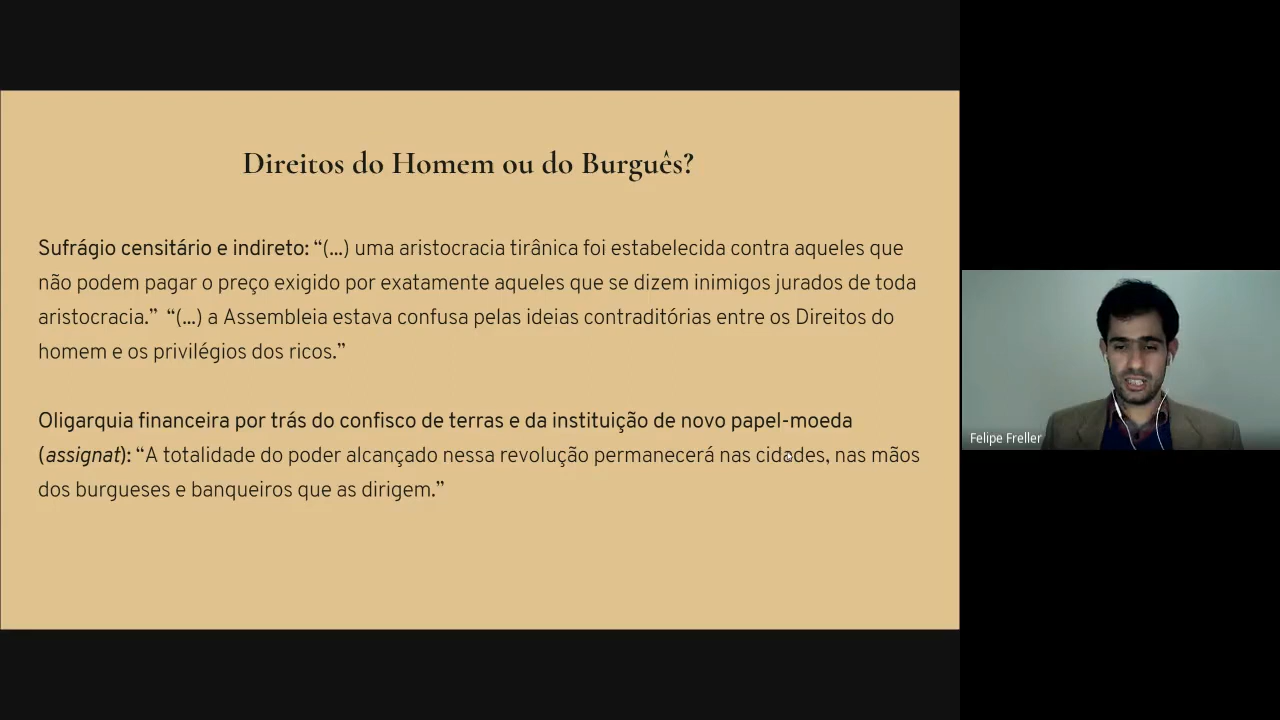 Direitos do Homem ou do Burguês?
Sufrágio censitário e indireto: “(...) uma aristocracia tirânica foi estabelecida contra aqueles que
não podem pagar o preço exigido por exatamente aqueles que se dizem inimigos jurados de toda
aristocracia.”  “(...) a Assembleia estava confusa pelas ideias contraditórias entre os Direitos do
homem e os privilégios dos ricos.”
Oligarquia financeira por trás do confisco de terras e da instituição de novo papel-moeda
(assignat): “A totalidade do poder alcançado nessa revolução permanecerá nas cidades, nas mãos
dos burgueses e banqueiros que as dirigem.”
Felipe Freller